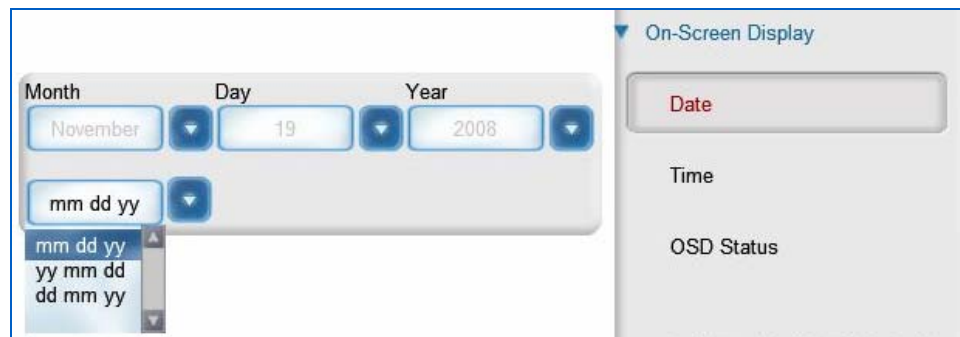 Month Day Year
November 19 2008
mm dd yy
mm dd yy
yy mm dd
dd mm yy
On-Screen Display
Date
Time
OSD Status